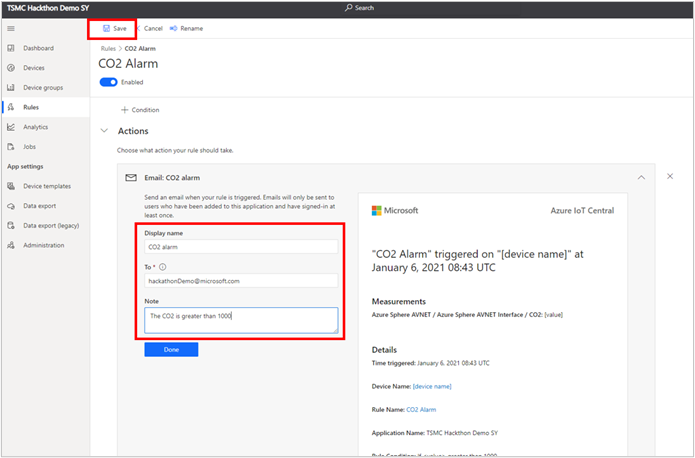 TSMC Hackthon Demo SY
Search
Save
Cancel
Rename
Dashboard
Devices
Device groups
Rules
Analytics
Jobs
App settings
Device templates
Data export
Data export (legacy)
Administration
Rules > CO2 Alarm
CO2 Alarm
Enabled
+ Condition
Actions
Choose what action your rule should take.
Email: CO2 alarm
Send an email when your rule is triggered. Emails will only be sent to
users who have been added to this application and have signed-in at
least once.
Display name
CO2 alarm
To *
hackathonDemo@microsoft.com
Note
The CO2 is greater than 1000
Done
Microsoft
Azure IoT Central
"CO2 Alarm" triggered on "[device name]" at
January 6, 2021 08:43 UTC
Measurements
Azure Sphere AVNET / Azure Sphere AVNET Interface / CO2: [value]
Details
Time triggered: January 6, 2021 08:43 UTC
Device Name: [device name]
Rule Name: CO2 Alarm
Application Name: TSMC Hackthon Demo SY